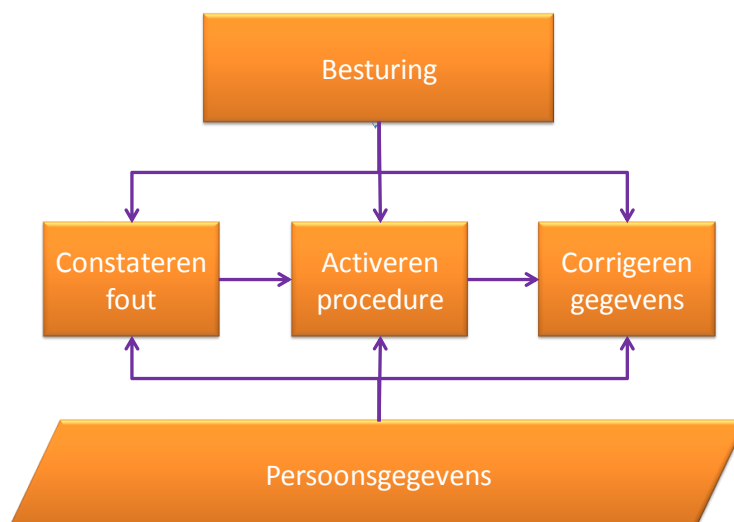 Besturing
Constateren
fout
Activeren
procedure
Corrigeren
gegevens
Persoonsgegevens